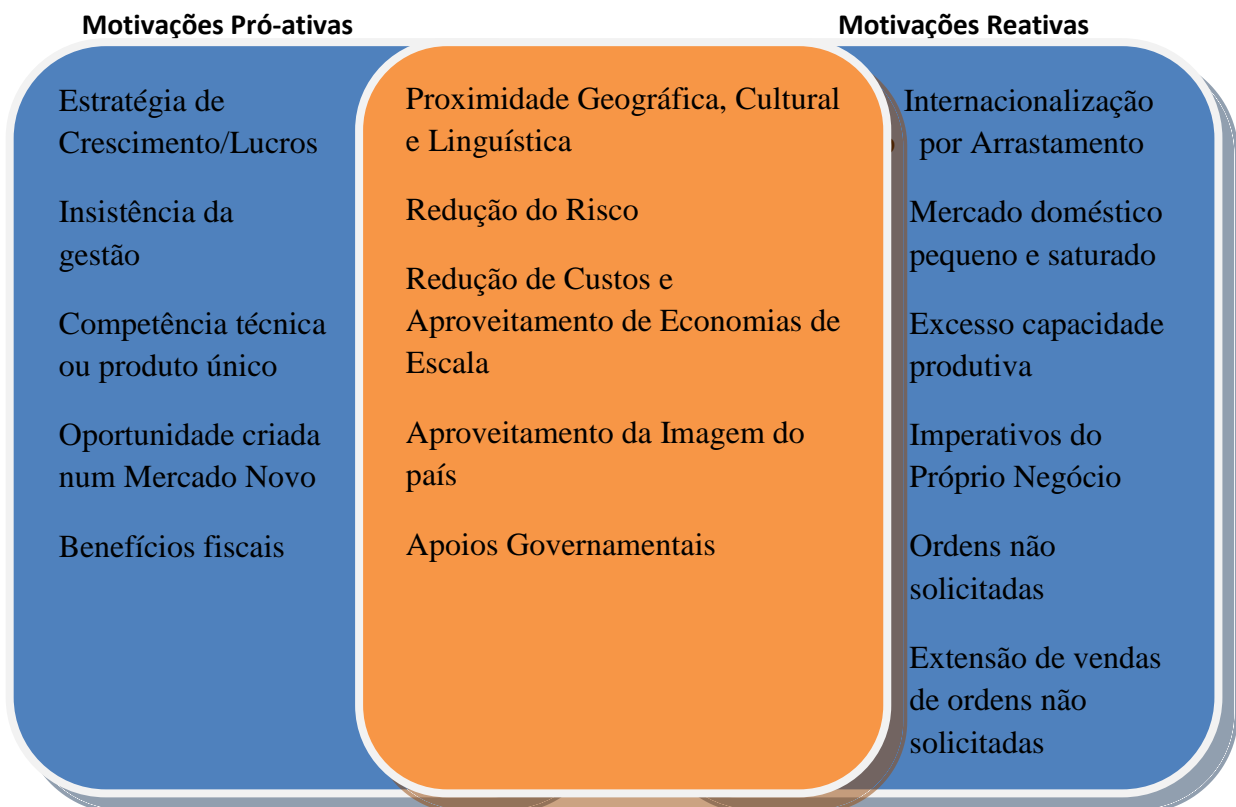 Motivações Pró-ativas
Motivações Reativas
Estratégia de
Crescimento/Lucros
Insistência da
gestão
Competência técnica
ou produto único
Oportunidade criada
num Mercado Novo
Benefícios fiscais
Proximidade Geográfica, Cultural
e Linguística
Redução do Risco
Redução de Custos e
Aproveitamento de Economias de
Escala
Aproveitamento da Imagem do
país
Apoios Governamentais
Internacionalização
por Arrastamento
Mercado doméstico
pequeno e saturado
Excesso capacidade
produtiva
Imperativos do
Próprio Negócio
Ordens não
solicitadas
Extensão de vendas
de ordens não
solicitadas